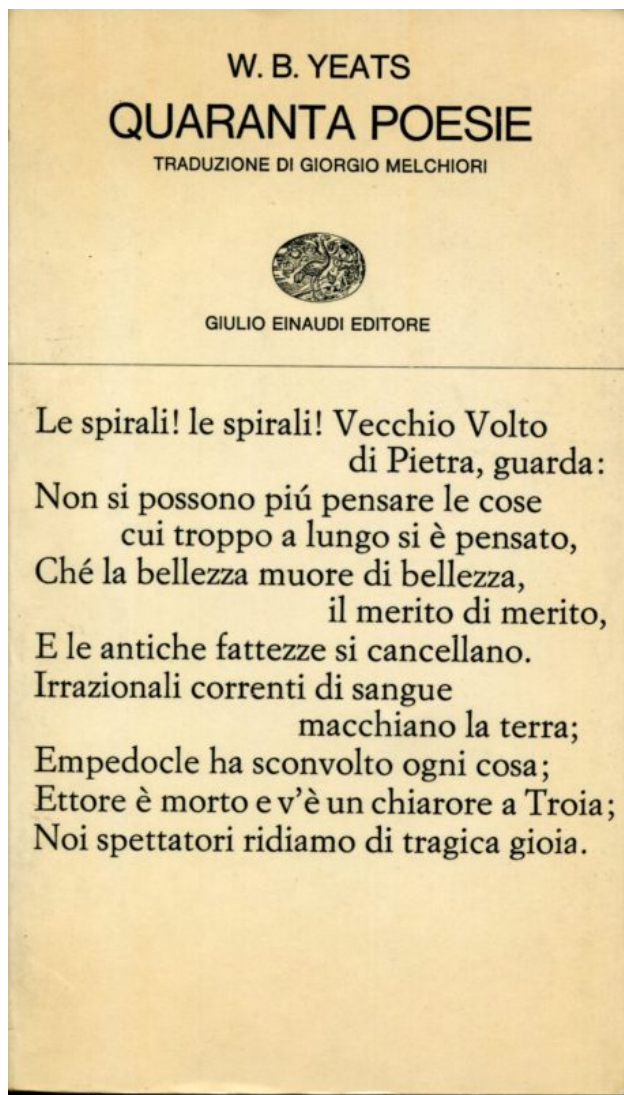 W. B. YEATS
QUARANTA POESIE
TRADUZIONE DI GIORGIO MELCHIORI
GIULIO EINAUDI EDITORE
Le spirali! le spirali! Vecchio Volto
di Pietra, guarda:
Non si possono piú pensare le cose
cui troppo a lungo si è pensato,
Ché la bellezza muore di bellezza,
il merito di merito,
E le antiche fattezze si cancellano.
Irrazionali correnti di sangue
macchiano la terra;
Empedocle ha sconvolto ogni cosa;
Ettore è morto e v'è un chiarore a Troia;
Noi spettatori ridiamo di tragica gioia.